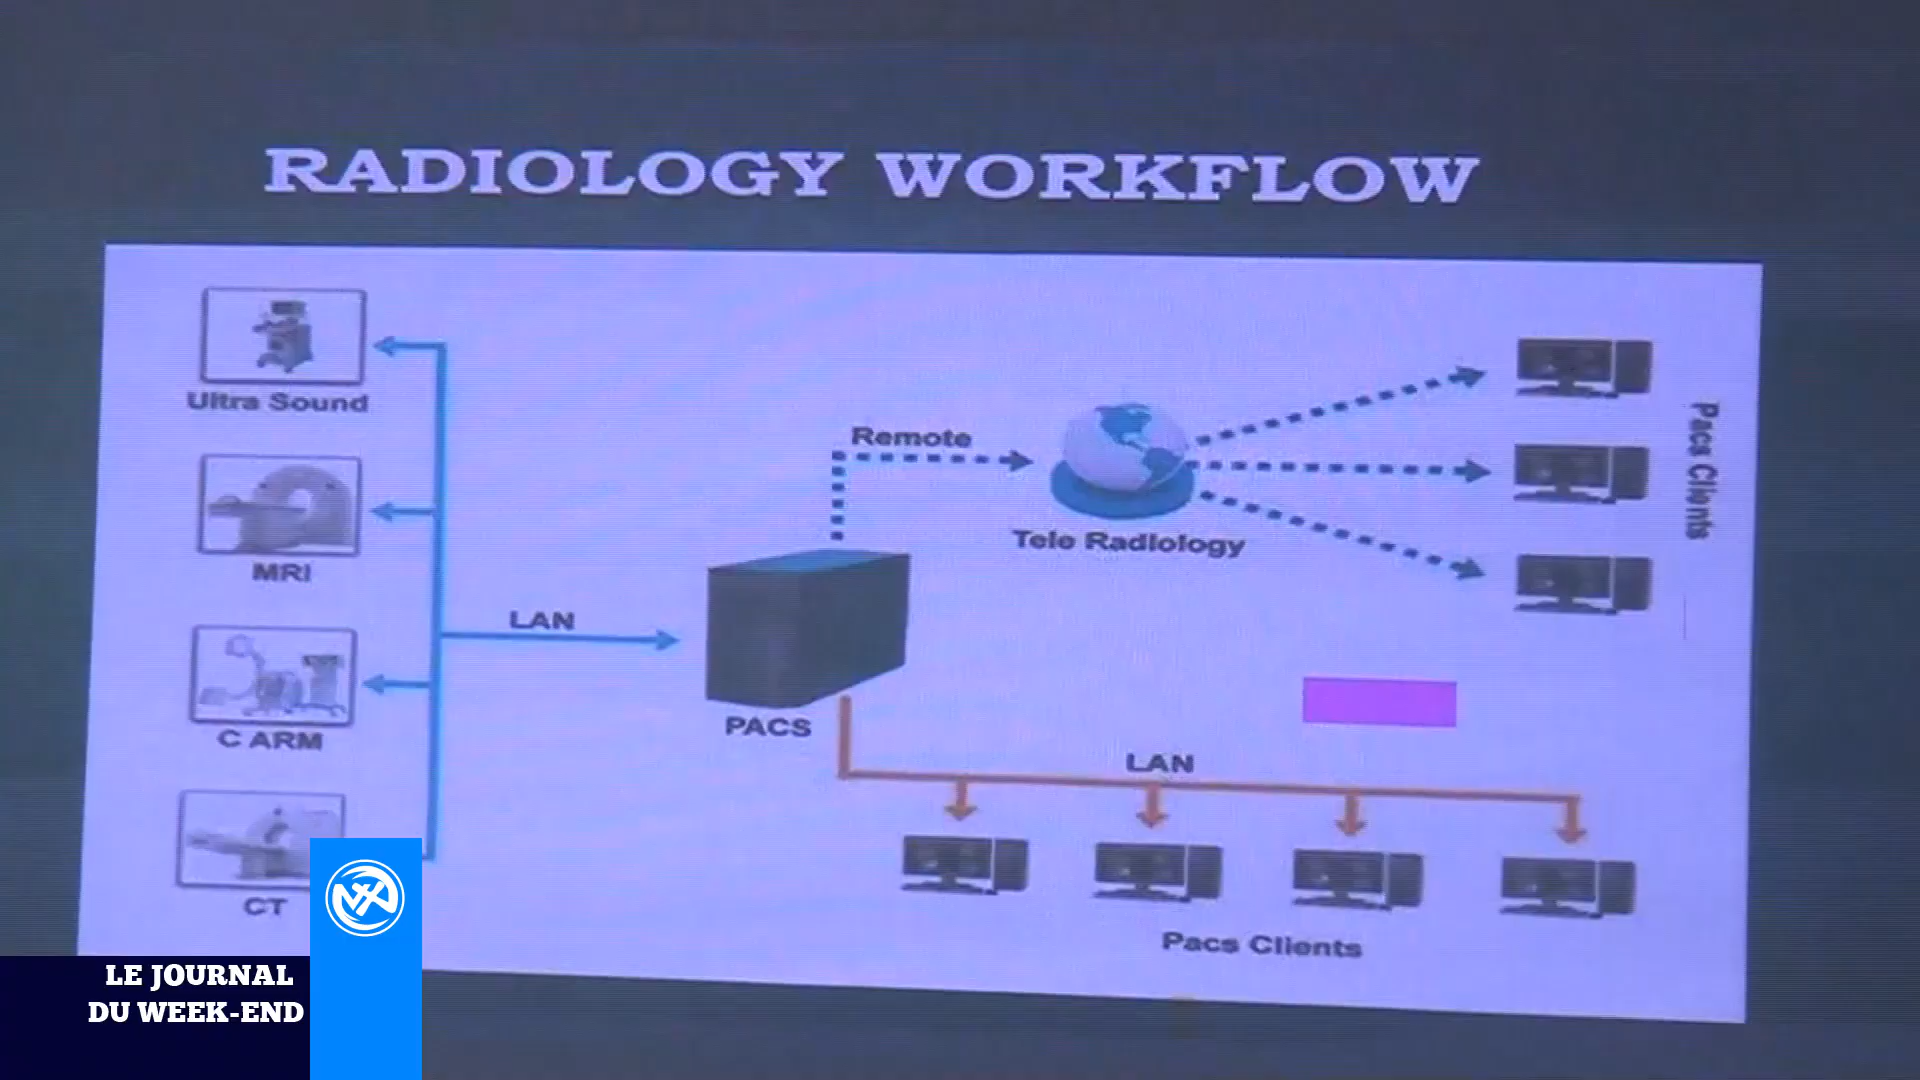 RADIOLOGY WORKFLOW
Ultra Sound
MRI
C ARM
CT
LAN
PACS
Remote
Tele Radiology
Pacs Clients
LAN
Pacs Clients
LE JOURNAL
DU WEEK-END